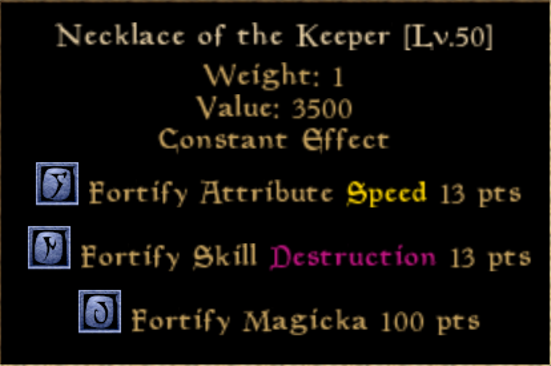 Necklace of the Keeper [Lv.50]
Weight: 1
Value: 3500
Constant Effect
Fortify Attribute Speed 13 pts
Fortify Skill Destruction 13 pts
Fortify Magicka 100 pts